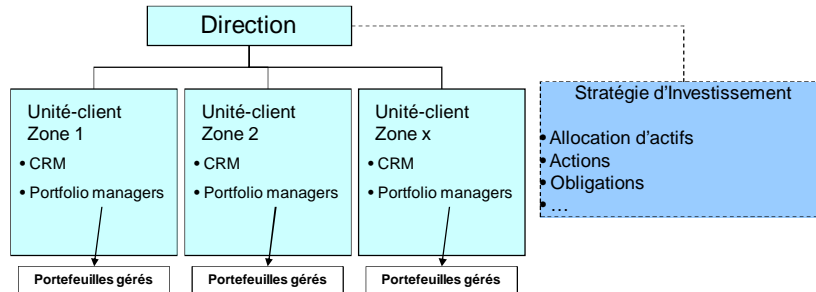 Direction
Unité-client
Zone 1
• CRM
• Portfolio managers
Unité-client
Zone 2
• CRM
• Portfolio managers
Unité-client
Zone x
• CRM
• Portfolio managers
Stratégie d'Investissement
• Allocation d'actifs
• Actions
• Obligations
• ...
Portefeuilles gérés
Portefeuilles gérés
Portefeuilles gérés